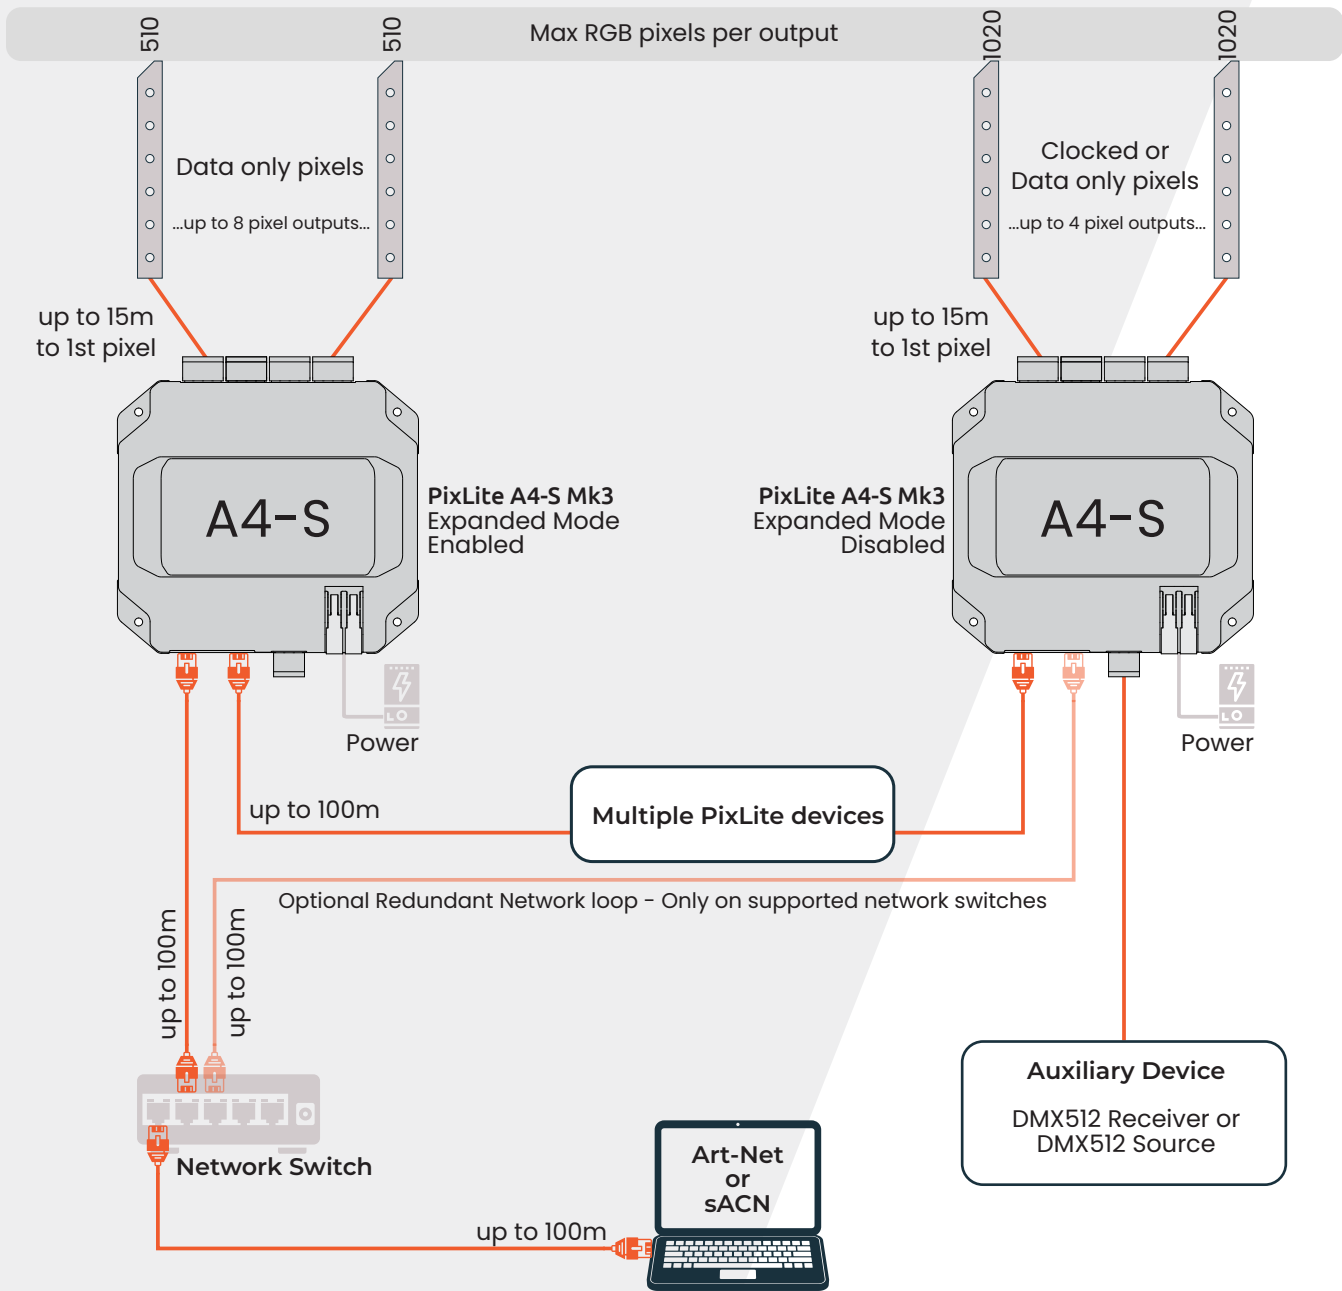 Max RGB pixels per output
510
510
1020
1020
Data only pixels
...up to 8 pixel outputs...
Clocked or
Data only pixels
...up to 4 pixel outputs...
up to 15m
to 1st pixel
up to 15m
to 1st pixel
A4-S
PixLite A4-S Mk3
Expanded Mode
Enabled
PixLite A4-S Mk3
Expanded Mode
Disabled
A4-S
Power
Power
up to 100m
Multiple PixLite devices
Optional Redundant Network loop - Only on supported network switches
up to 100m
up to 100m
Network Switch
up to 100m
Art-Net
or
sACN
Auxiliary Device
DMX512 Receiver or
DMX512 Source